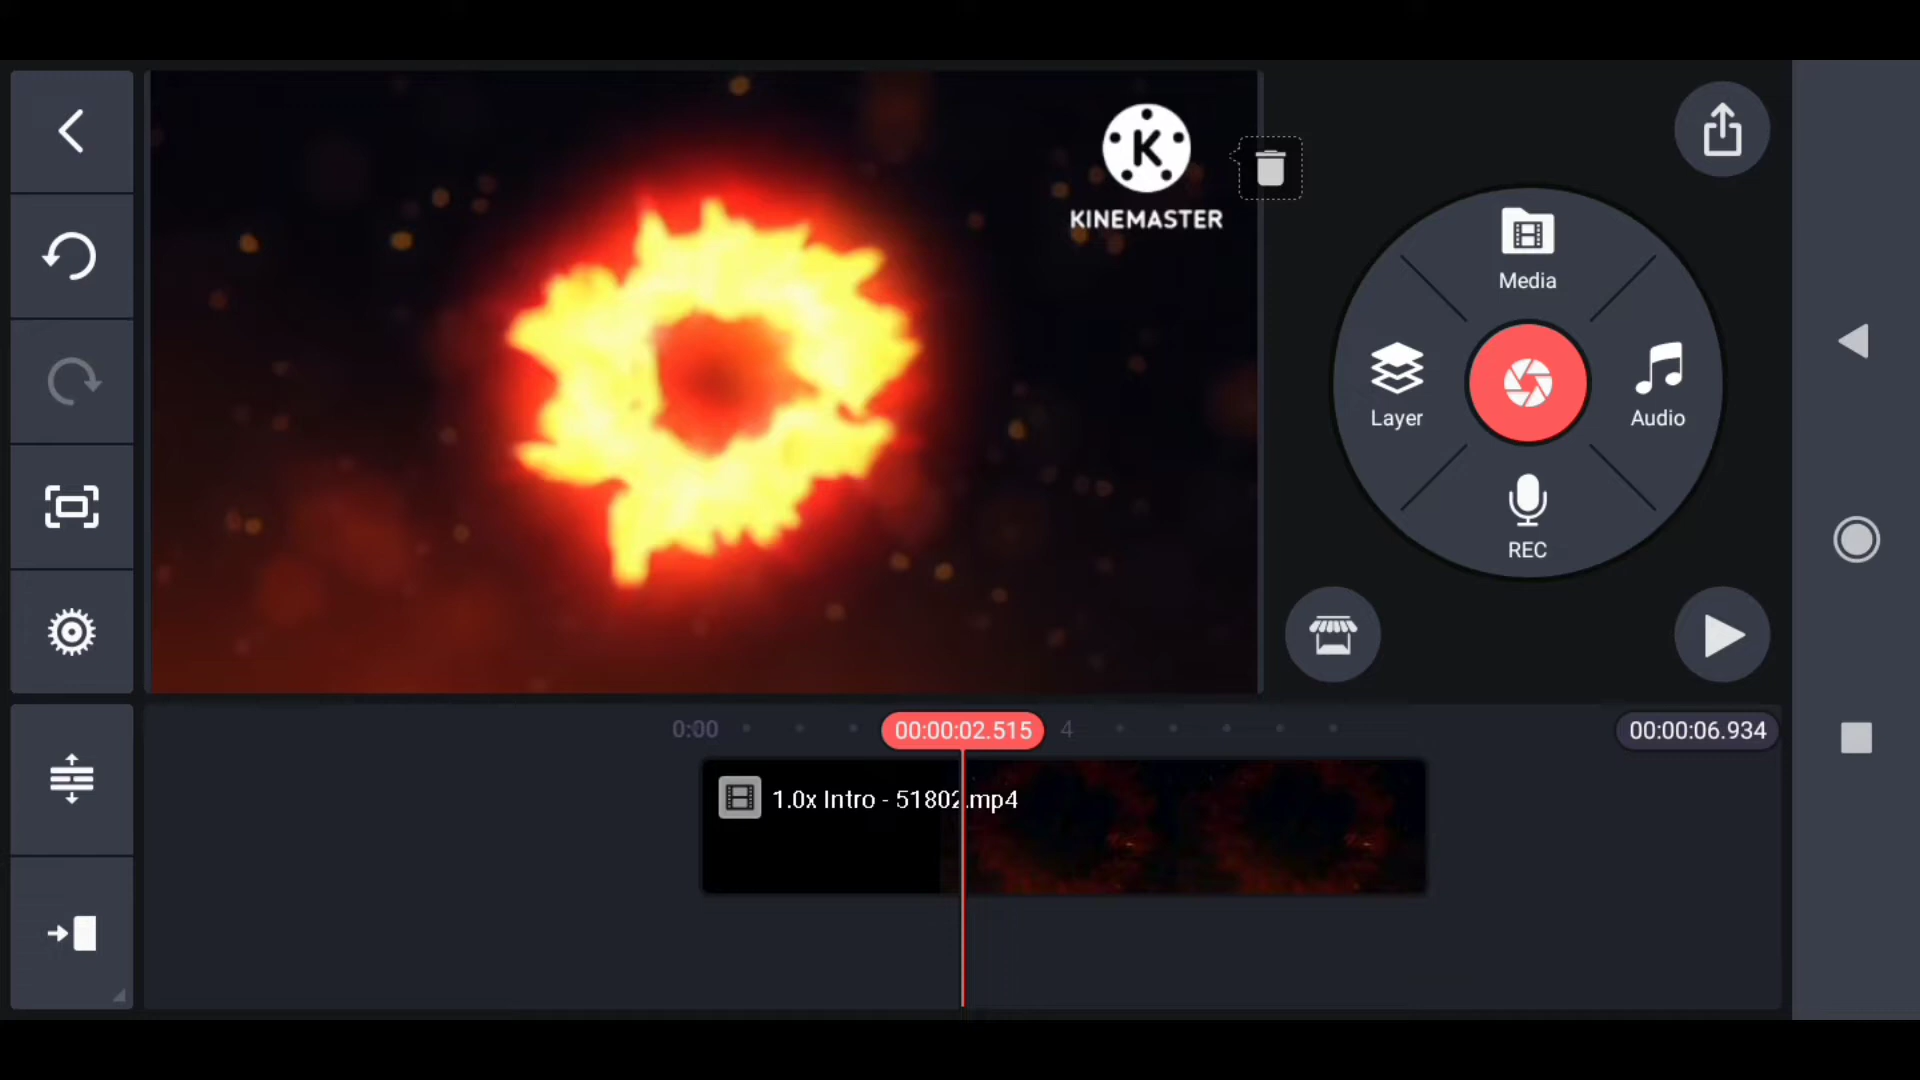 K
KINEMASTER
Media
Layer
Audio
REC
0:00
00:00:02.515
4
00:00:06.934
1.0x Intro - 51802.mp4